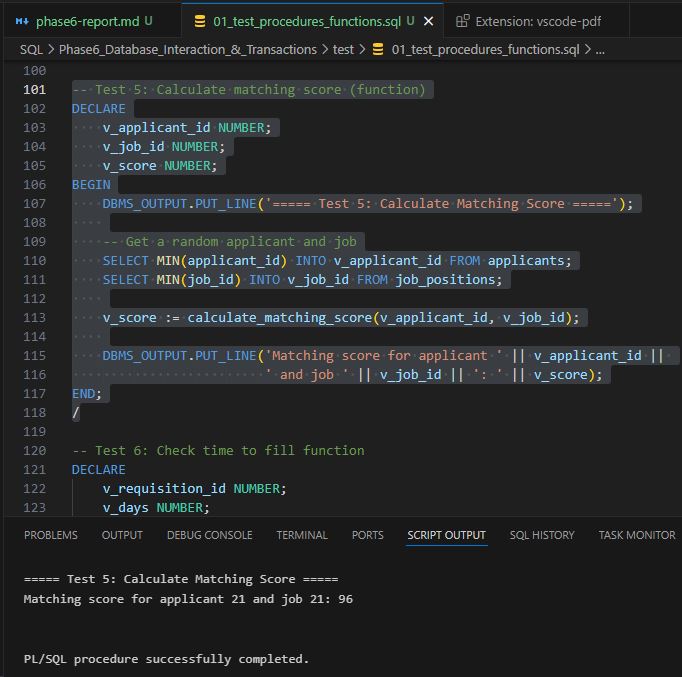 phase6-report.md U
01_test_procedures_functions.sql U
Extension: vscode-pdf
SQL > Phase6_Database_Interaction_&_Transactions > test > 01_test_procedures_functions.sql > ...
100
101 -- Test 5: Calculate matching score (function)
102 DECLARE
103     v_applicant_id NUMBER;
104     v_job_id NUMBER;
105     v_score NUMBER;
106 BEGIN
107     DBMS_OUTPUT.PUT_LINE('===== Test 5: Calculate Matching Score =====');
108
109     -- Get a random applicant and job
110     SELECT MIN(applicant_id) INTO v_applicant_id FROM applicants;
111     SELECT MIN(job_id) INTO v_job_id FROM job_positions;
112
113     v_score := calculate_matching_score(v_applicant_id, v_job_id);
114
115     DBMS_OUTPUT.PUT_LINE('Matching score for applicant ' || v_applicant_id ||
116                         ' and job ' || v_job_id || ': ' || v_score);
117 END;
118 /
119
120 -- Test 6: Check time to fill function
121 DECLARE
122     v_requisition_id NUMBER;
123     v_days NUMBER;
PROBLEMS OUTPUT DEBUG CONSOLE TERMINAL PORTS SCRIPT OUTPUT SQL HISTORY TASK MONITOR
===== Test 5: Calculate Matching Score =====
Matching score for applicant 21 and job 21: 96
PL/SQL procedure successfully completed.